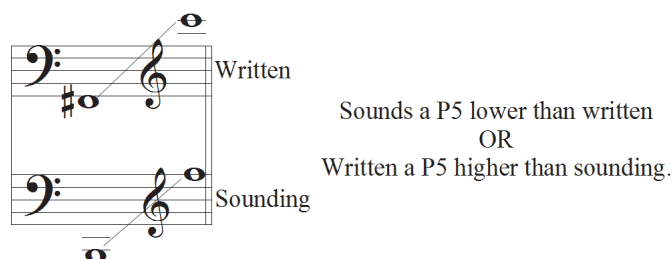 Written
Sounds a P5 lower than written
OR
Written a P5 higher than sounding.
Sounding